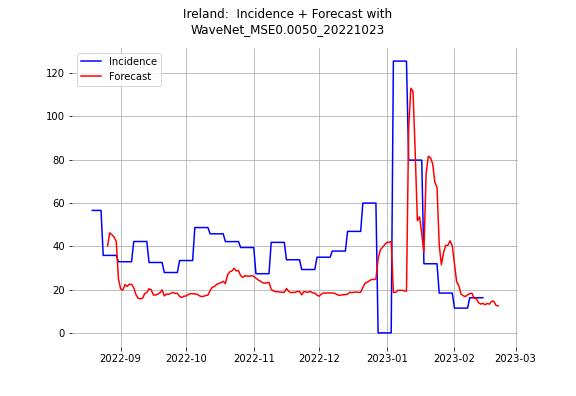 Ireland:  Incidence + Forecast with
WaveNet_MSE0.0050_20221023
Incidence
Forecast
120
100
80
60
40
20
0
2022-09 2022-10 2022-11 2022-12 2023-01 2023-02 2023-03